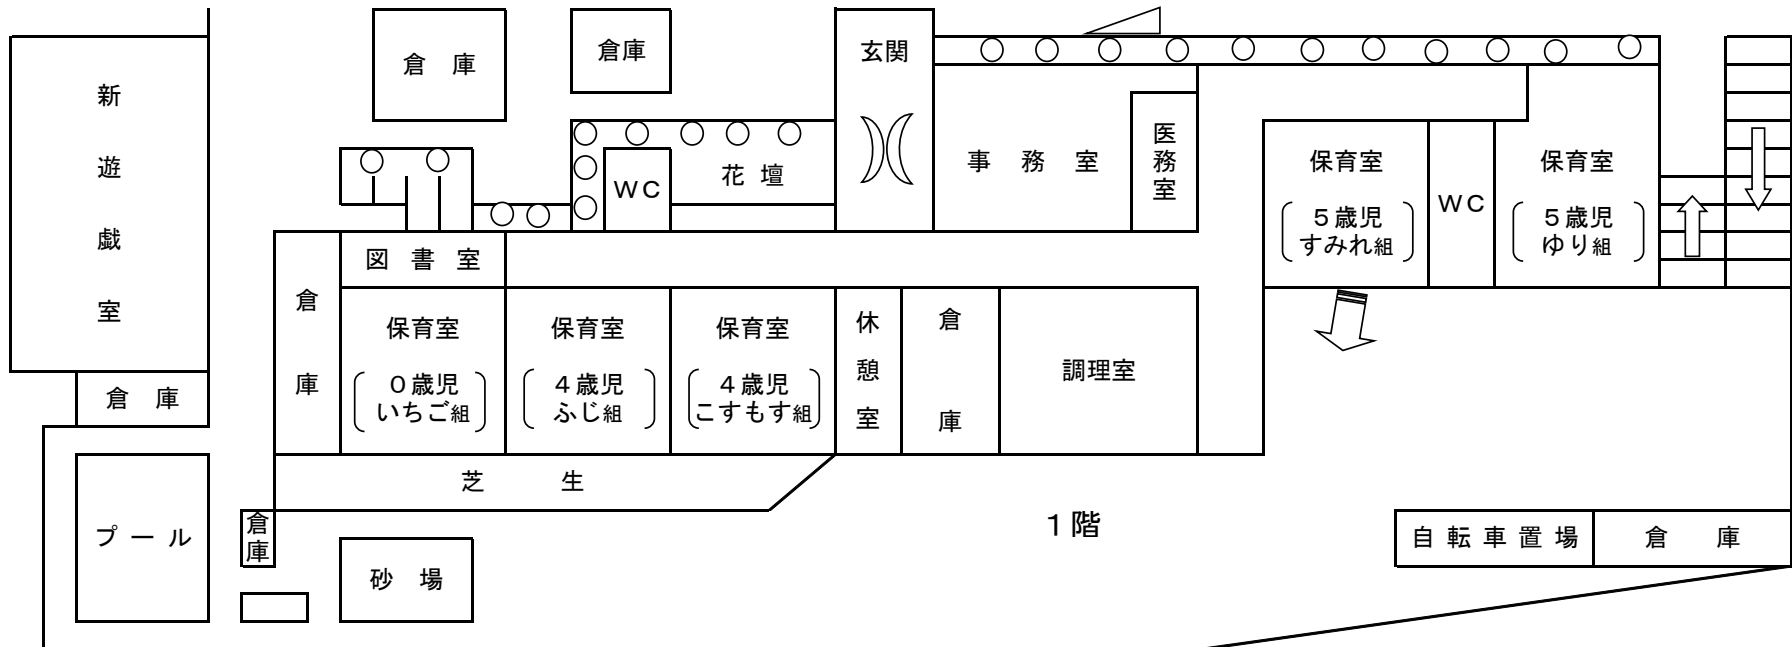 新遊戯室
倉庫
倉庫
倉庫
玄関
WC
花壇
事務室
医務室
保育室
5歳児
すみれ組
WC
保育室
5歳児
ゆり組
図書室
倉庫
保育室
0歳児
いちご組
保育室
4歳児
ふじ組
保育室
4歳児
こすもす組
休憩室
倉庫
調理室
芝生
プール
倉庫
砂場
1階
自転車置場
倉庫